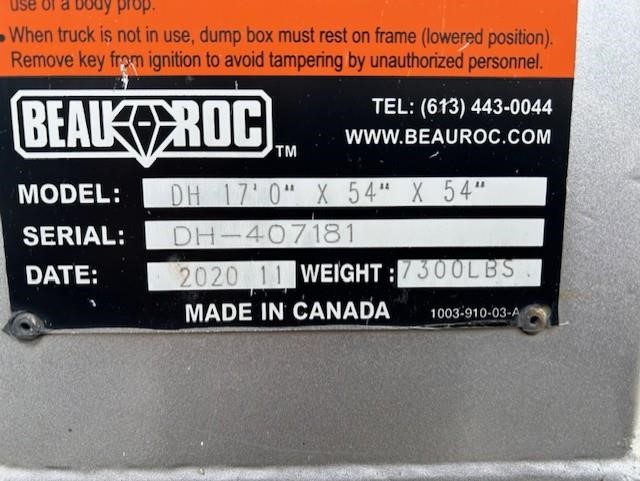 use of a body prop.
• When truck is not in use, dump box must rest on frame (lowered position).
Remove key from ignition to avoid tampering by unauthorized personnel.
BEAU ROC TM
TEL: (613) 443-0044
WWW.BEAUROC.COM
MODEL: DH 17'0" X 54" X 54"
SERIAL: DH-407181
DATE: 2020 11 WEIGHT: 7300LBS
MADE IN CANADA 1003-910-03-A